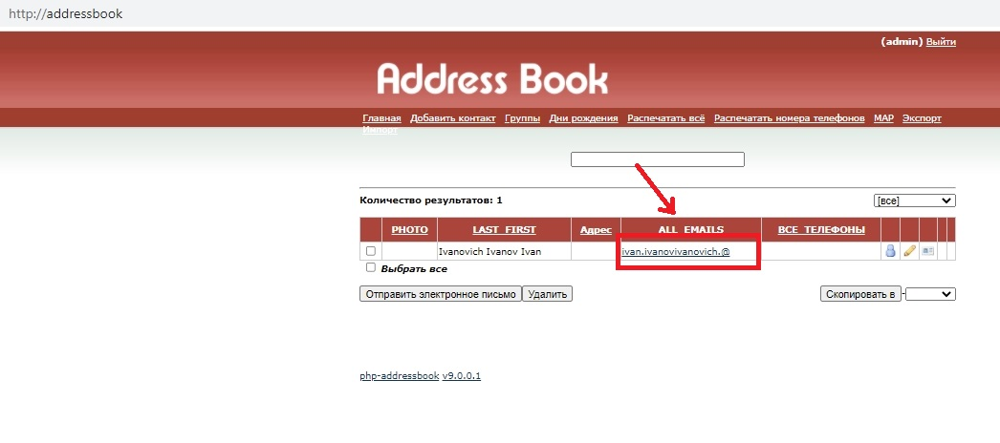 http://addressbook
(admin) Выйти
Address Book
Главная Добавить контакт Группы Дни рождения Распечатать всё Распечатать номера телефонов MAP Экспорт
Импорт
Количество результатов: 1 [все]
PHOTO LAST_FIRST Адрес ALL_EMAILS ВСЕ_ТЕЛЕФОНЫ
Ivanovich Ivanov Ivan ivan.ivanovivanovich.@
Выбрать все
Отправить электронное письмо Удалить Скопировать в -
php-addressbook v9.0.0.1